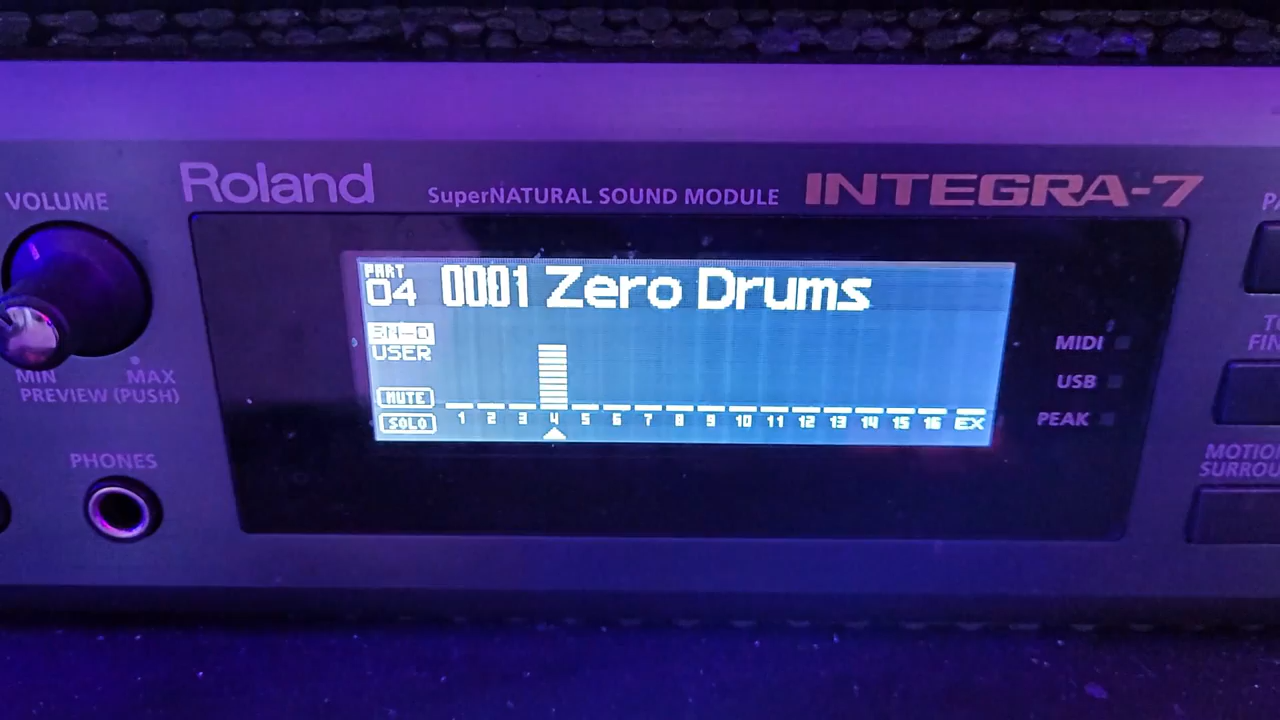 VOLUME
Roland
SuperNATURAL SOUND MODULE
INTEGRA-7
PART
04
0001 Zero Drums
USER
MUTE
SOLO
1 2 3 4 5 6 7 8 9 10 11 12 13 14 15 16 EX
MIN MAX
PREVIEW (PUSH)
PHONES
MIDI
USB
PEAK